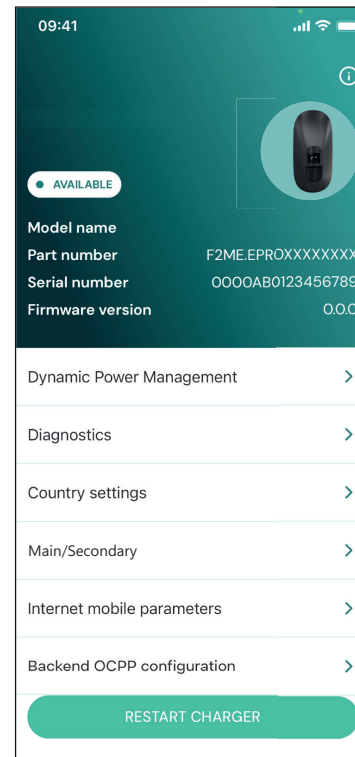 09:41
AVAILABLE
Model name
Part number F2ME.EPROXXXXXXXX
Serial number 0000AB0123456789
Firmware version 0.0.0
Dynamic Power Management
Diagnostics
Country settings
Main/Secondary
Internet mobile parameters
Backend OCPP configuration
RESTART CHARGER